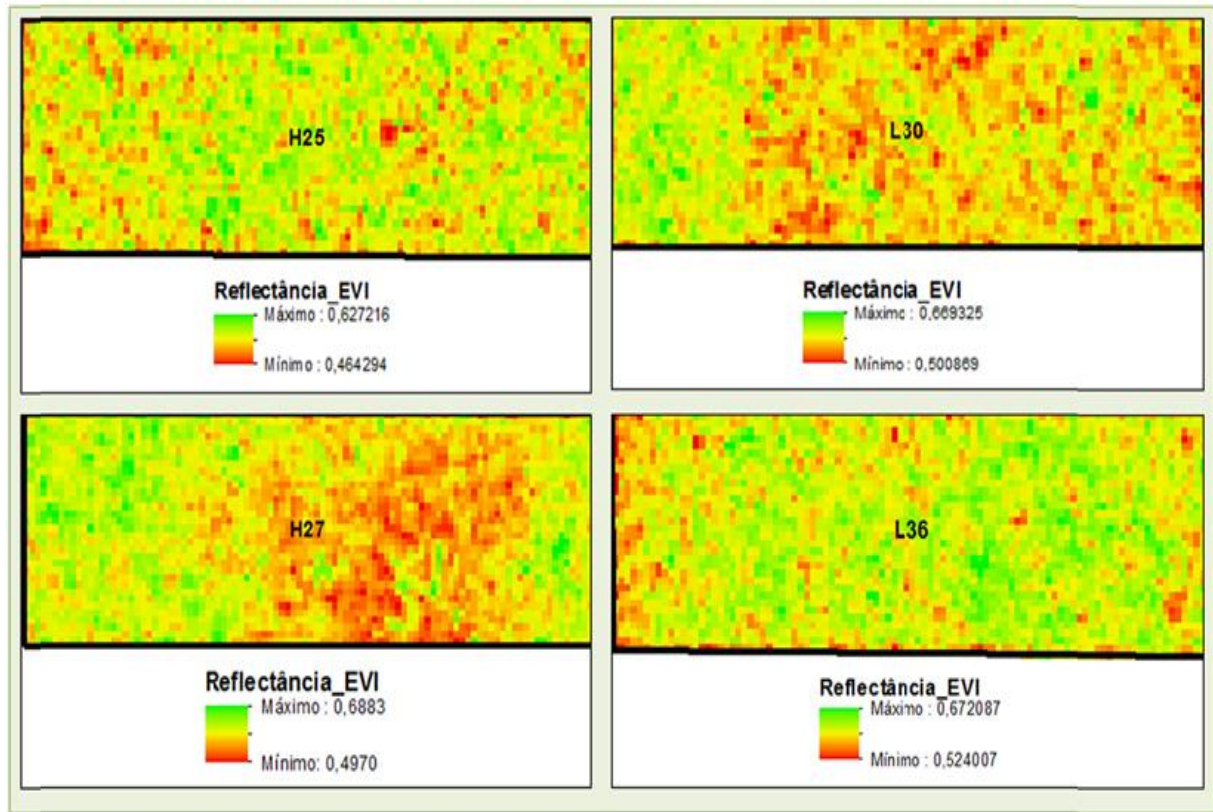 H25
Reflectância_EVI
Máximo : 0,627216
Mínimo : 0,464294
L30
Reflectância_EVI
Máximo : 0,669325
Mínimo : 0,500869
H27
Reflectância_EVI
Máximo : 0,6883
Mínimo: 0,4970
L36
Reflectância_EVI
Máximo : 0,672087
Mínimo : 0,524007